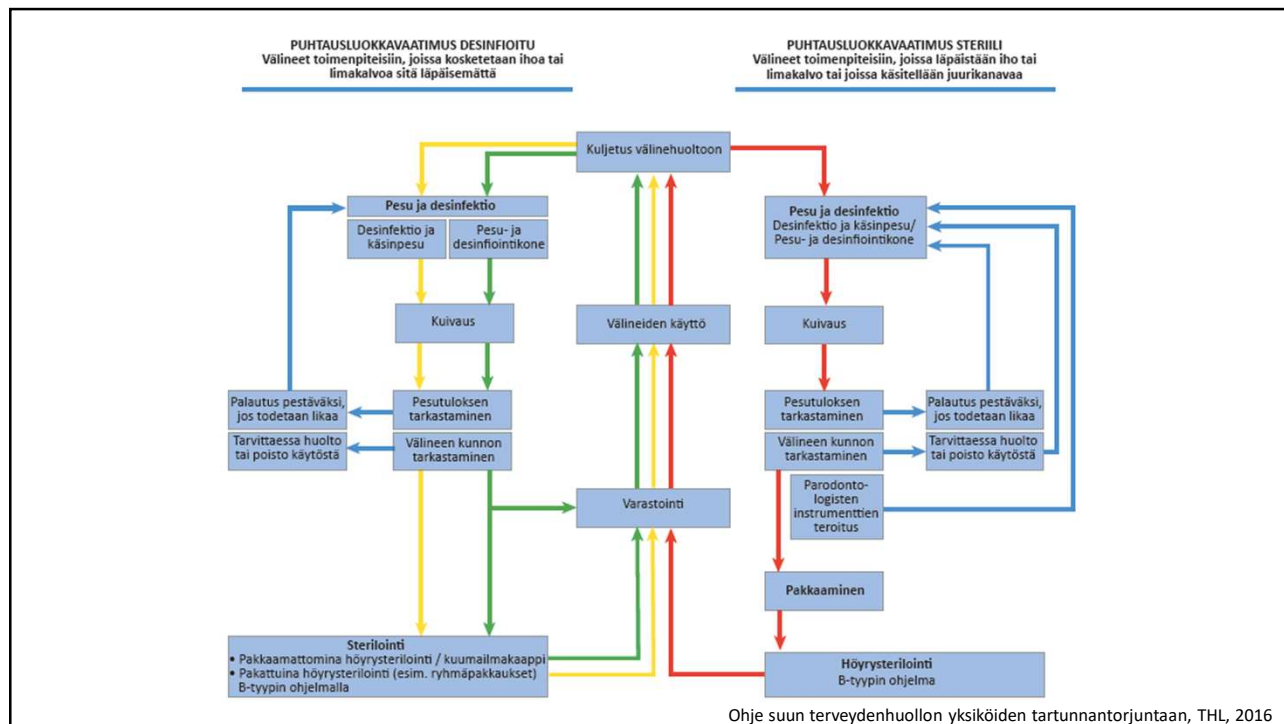 PUHTAUSLUOKKAVAATIMUS DESINFIOITU
Välineet toimenpiteisiin, joissa kosketetaan ihoa tai
limakalvoa sitä läpäisemättä
PUHTAUSLUOKKAVAATIMUS STERIILI
Välineet toimenpiteisiin, joissa läpäistään iho tai
limakalvo tai joissa käsitellään juurikanavaa
Kuljetus välinehuoltoon
Pesu ja desinfektio
Desinfektio ja
käsinpesu
Pesu- ja
desinfiointikone
Kuivaus
Palautus pestäväksi,
jos todetaan likaa
Pesutuloksen
tarkastaminen
Tarvittaessa huolto
tai poisto käytöstä
Välineen kunnon
tarkastaminen
Sterilointi
• Pakkaamattomina höyrysterilointi / kuumailmakaappi
• Pakattuina höyrysterilointi (esim. ryhmäpakkaukset)
B-tyypin ohjelmalla
Välineiden käyttö
Varastointi
Pesu ja desinfektio
Desinfektio ja käsinpesu/
Pesu- ja desinfiointikone
Kuivaus
Pesutuloksen
tarkastaminen
Palautus pestäväksi,
jos todetaan likaa
Välineen kunnon
tarkastaminen
Tarvittaessa huolto
tai poisto käytöstä
Parodonto-
logisten
instrumenttien
teroitus
Pakkaaminen
Höyrysterilointi
B-tyypin ohjelma
Ohje suun terveydenhuollon yksiköiden tartunnantorjuntaan, THL, 2016